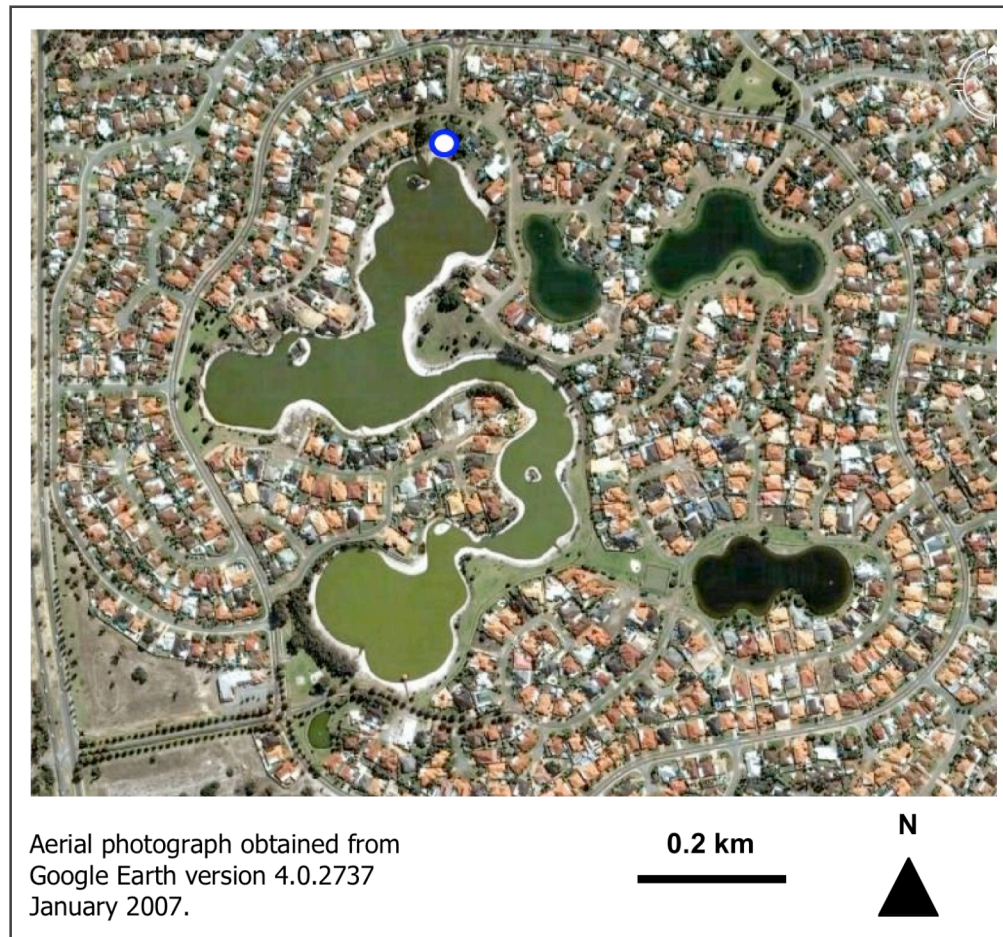 Aerial photograph obtained from
Google Earth version 4.0.2737
January 2007.
0.2 km
N